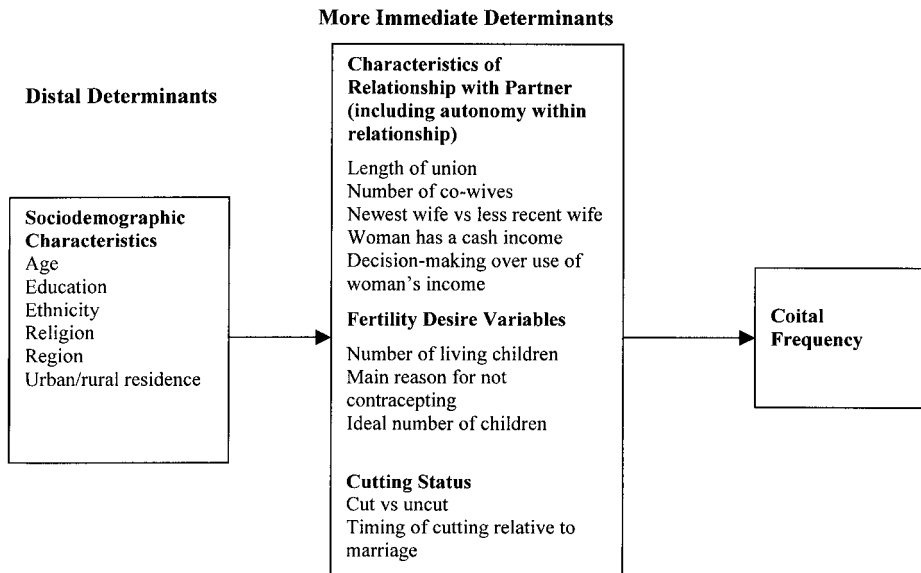 More Immediate Determinants
Distal Determinants
Sociodemographic
Characteristics
Age
Education
Ethnicity
Religion
Region
Urban/rural residence
Characteristics of
Relationship with Partner
(including autonomy within
relationship)
Length of union
Number of co-wives
Newest wife vs less recent wife
Woman has a cash income
Decision-making over use of
woman's income
Fertility Desire Variables
Number of living children
Main reason for not
contracepting
Ideal number of children
Cutting Status
Cut vs uncut
Timing of cutting relative to
marriage
Coital
Frequency